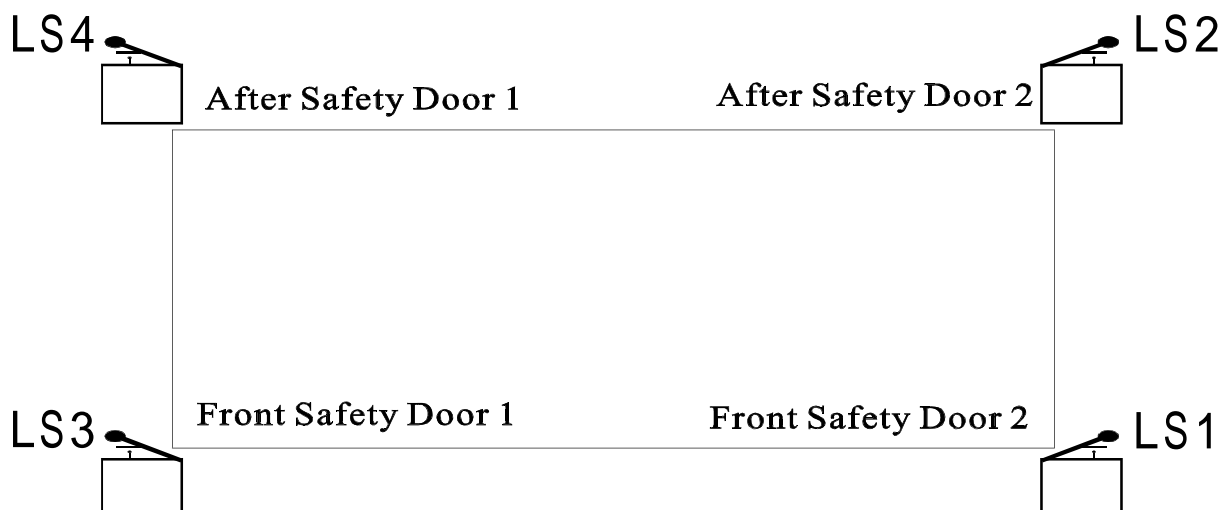 LS4
LS2
After Safety Door 1
After Safety Door 2
Front Safety Door 1
Front Safety Door 2
LS3
LS1